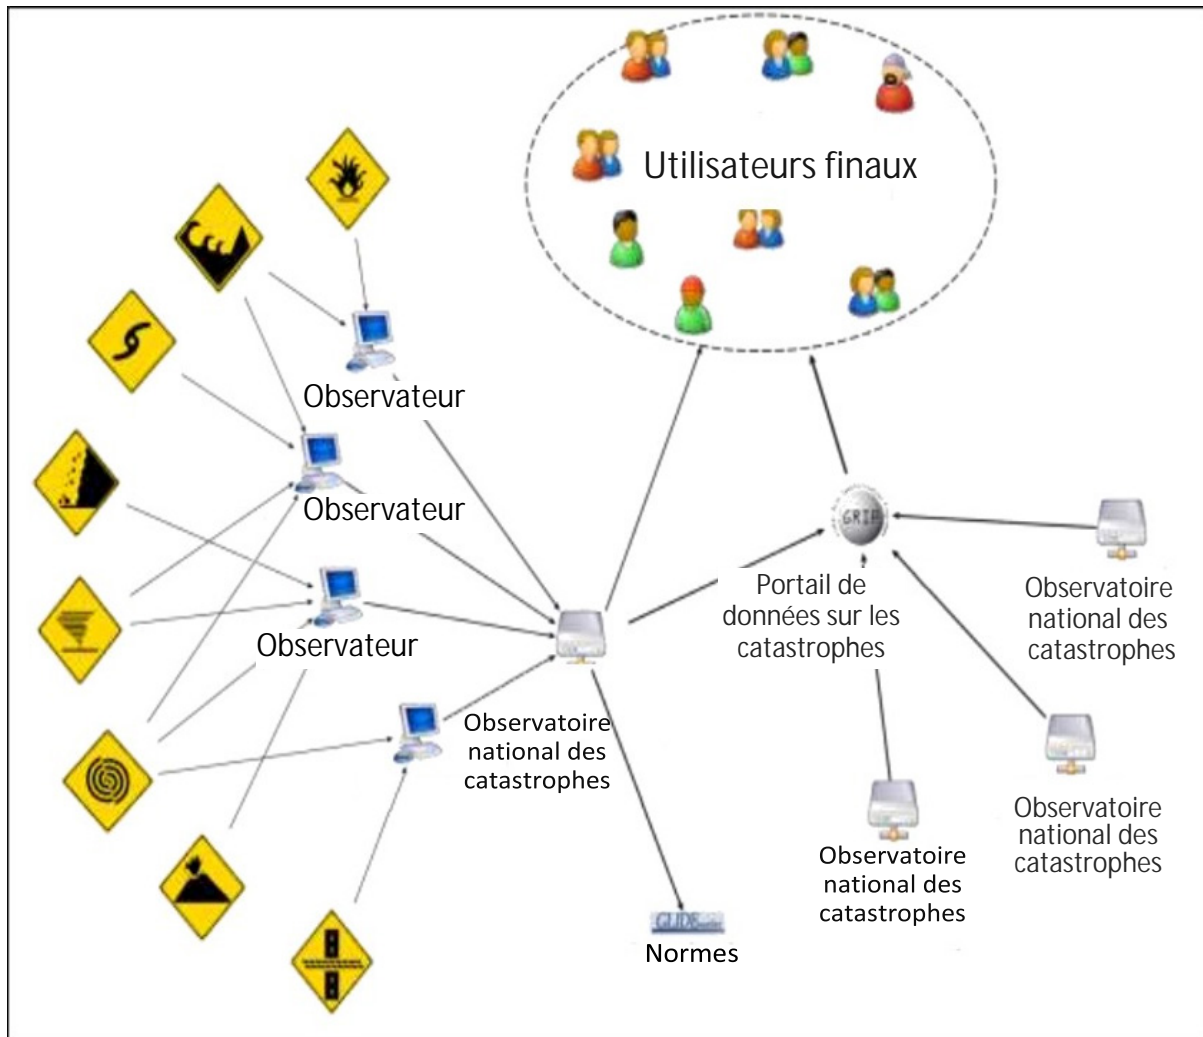 Utilisateurs finaux
Observateur
Observateur
Observateur
GRIP
Portail de
données sur les
catastrophes
Observatoire
national des
catastrophes
Observatoire
national des
catastrophes
Observatoire
national des
catastrophes
Observatoire
national des
catastrophes
GLIDEnumber
Normes